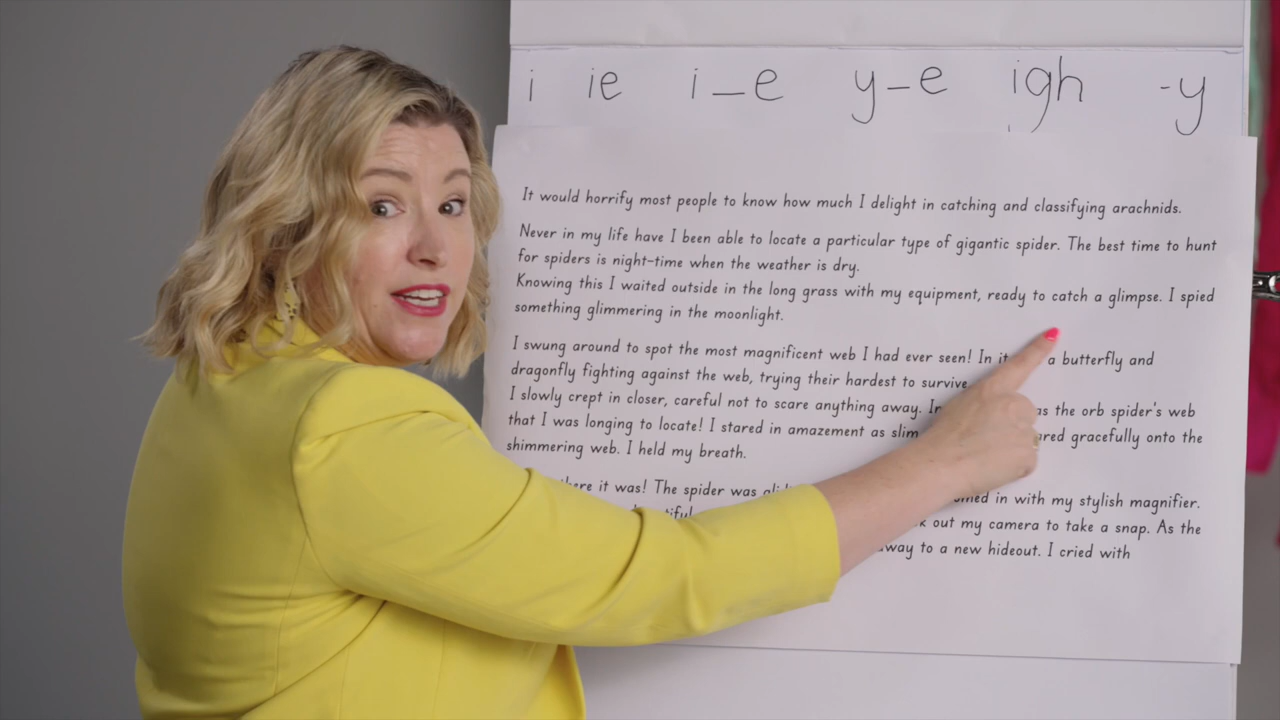 i ie i_e y_e igh -y
It would horrify most people to know how much I delight in catching and classifying arachnids.
Never in my life have I been able to locate a particular type of gigantic spider. The best time to hunt
for spiders is night-time when the weather is dry.
Knowing this I waited outside in the long grass with my equipment, ready to catch a glimpse. I spied
something glimmering in the moonlight.
I swung around to spot the most magnificent web I had ever seen! In it a butterfly and
dragonfly fighting against the web, trying their hardest to survive
I slowly crept in closer, careful not to scare anything away. In as the orb spider's web
that I was longing to locate! I stared in amazement as slim gracefully onto the
shimmering web. I held my breath.
it was! The spider was in with my stylish magnifier.
out my camera to take a snap. As the
away to a new hideout. I cried with